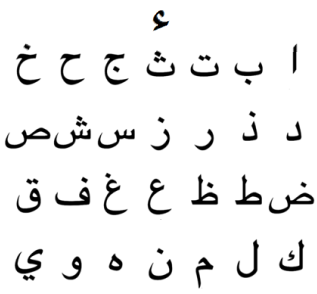 ء
ا ب ت ث ج ح خ
د ذ ر ز س ش ص
ض ط ظ ع غ ف ق
ك ل م ن ه و ي